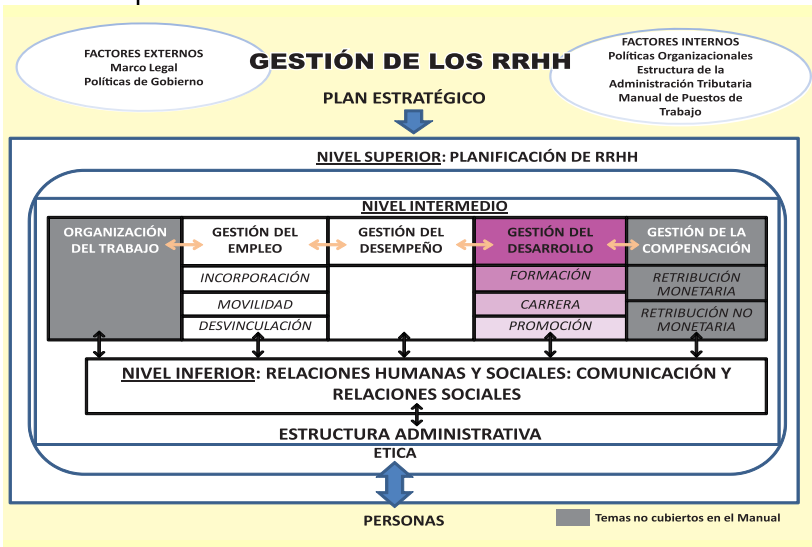 FACTORES EXTERNOS
Marco Legal
Políticas de Gobierno
GESTIÓN DE LOS RRHH
PLAN ESTRATÉGICO
FACTORES INTERNOS
Políticas Organizacionales
Estructura de la
Administración Tributaria
Manual de Puestos de
Trabajo
NIVEL SUPERIOR: PLANIFICACIÓN DE RRHH
NIVEL INTERMEDIO
ORGANIZACIÓN
DEL TRABAJO
GESTIÓN DEL
EMPLEO
INCORPORACIÓN
MOVILIDAD
DESVINCULACIÓN
GESTIÓN DEL
DESEMPEÑO
GESTIÓN DEL
DESARROLLO
FORMACIÓN
CARRERA
PROMOCIÓN
GESTIÓN DE LA
COMPENSACIÓN
RETRIBUCIÓN
MONETARIA
RETRIBUCIÓN NO
MONETARIA
NIVEL INFERIOR: RELACIONES HUMANAS Y SOCIALES: COMUNICACIÓN Y
RELACIONES SOCIALES
ESTRUCTURA ADMINISTRATIVA
ETICA
PERSONAS
Temas no cubiertos en el Manual